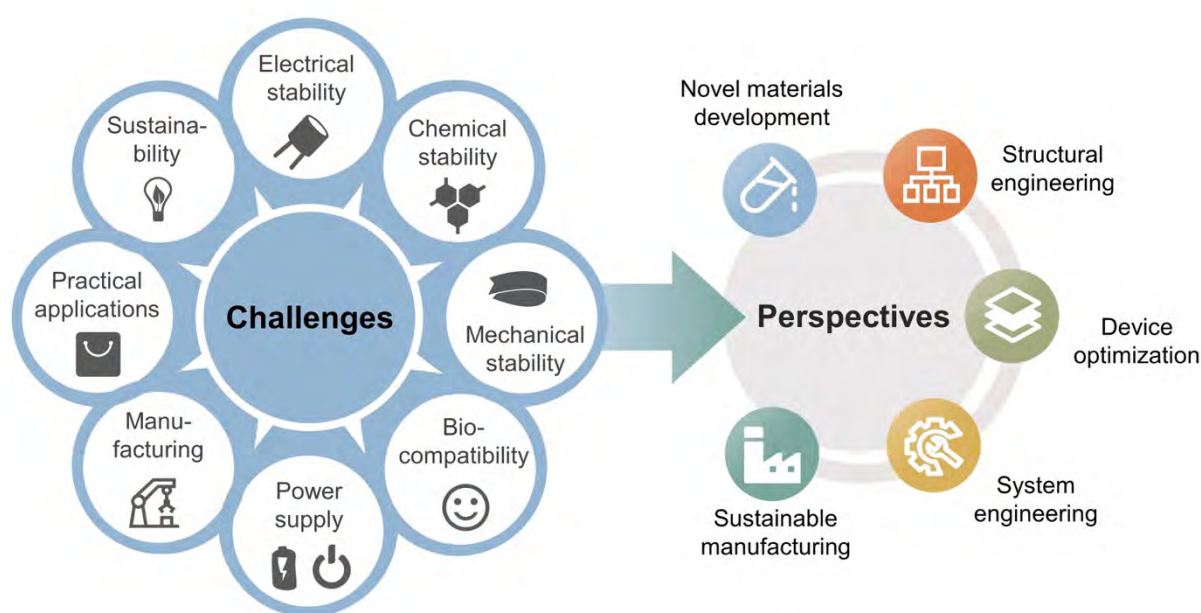 Electrical
stability
Chemical
stability
Mechanical
stability
Bio-
compatibility
Power
supply
Manu-
facturing
Practical
applications
Sustaina-
bility
Challenges
Novel materials
development
Structural
engineering
Device
optimization
System
engineering
Sustainable
manufacturing
Perspectives